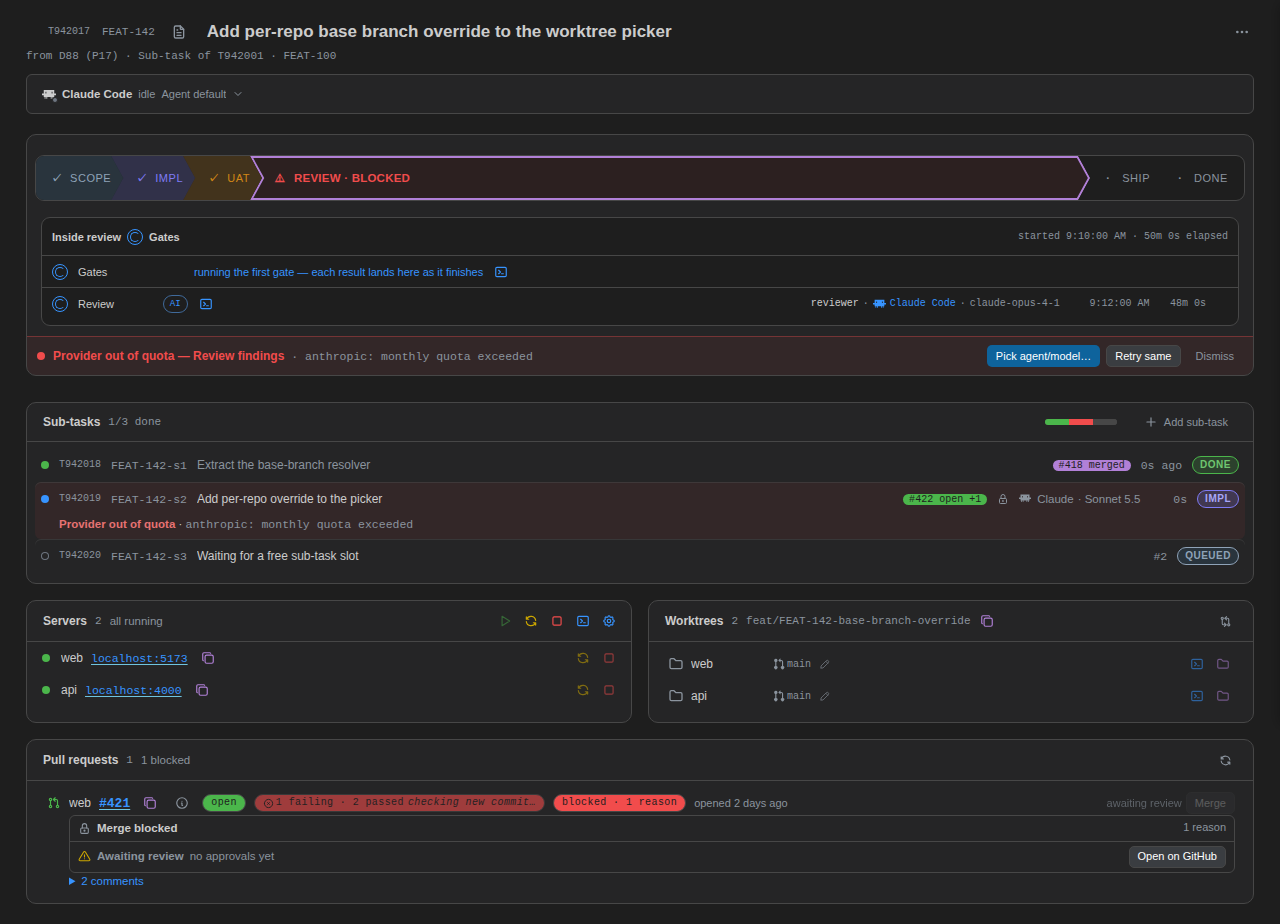 T942017 FEAT-142 Add per-repo base branch override to the worktree picker
from D88 (P17) · Sub-task of T942001 · FEAT-100
Claude Code idle Agent default
SCOPE IMPL UAT REVIEW · BLOCKED SHIP DONE
Inside review Gates started 9:10:00 AM · 50m 0s elapsed
Gates running the first gate — each result lands here as it finishes
Review AI reviewer · Claude Code · claude-opus-4-1 9:12:00 AM 48m 0s
Provider out of quota — Review findings · anthropic: monthly quota exceeded Pick agent/model… Retry same Dismiss
Sub-tasks 1/3 done Add sub-task
T942018 FEAT-142-s1 Extract the base-branch resolver #418 merged 0s ago DONE
T942019 FEAT-142-s2 Add per-repo override to the picker #422 open +1 Claude · Sonnet 5.5 0s IMPL
Provider out of quota · anthropic: monthly quota exceeded
T942020 FEAT-142-s3 Waiting for a free sub-task slot #2 QUEUED
Servers 2 all running
web localhost:5173
api localhost:4000
Worktrees 2 feat/FEAT-142-base-branch-override
web main
api main
Pull requests 1 1 blocked
web #421 open 1 failing · 2 passed checking new commit… blocked · 1 reason opened 2 days ago awaiting review Merge
Merge blocked 1 reason
Awaiting review no approvals yet Open on GitHub
2 comments